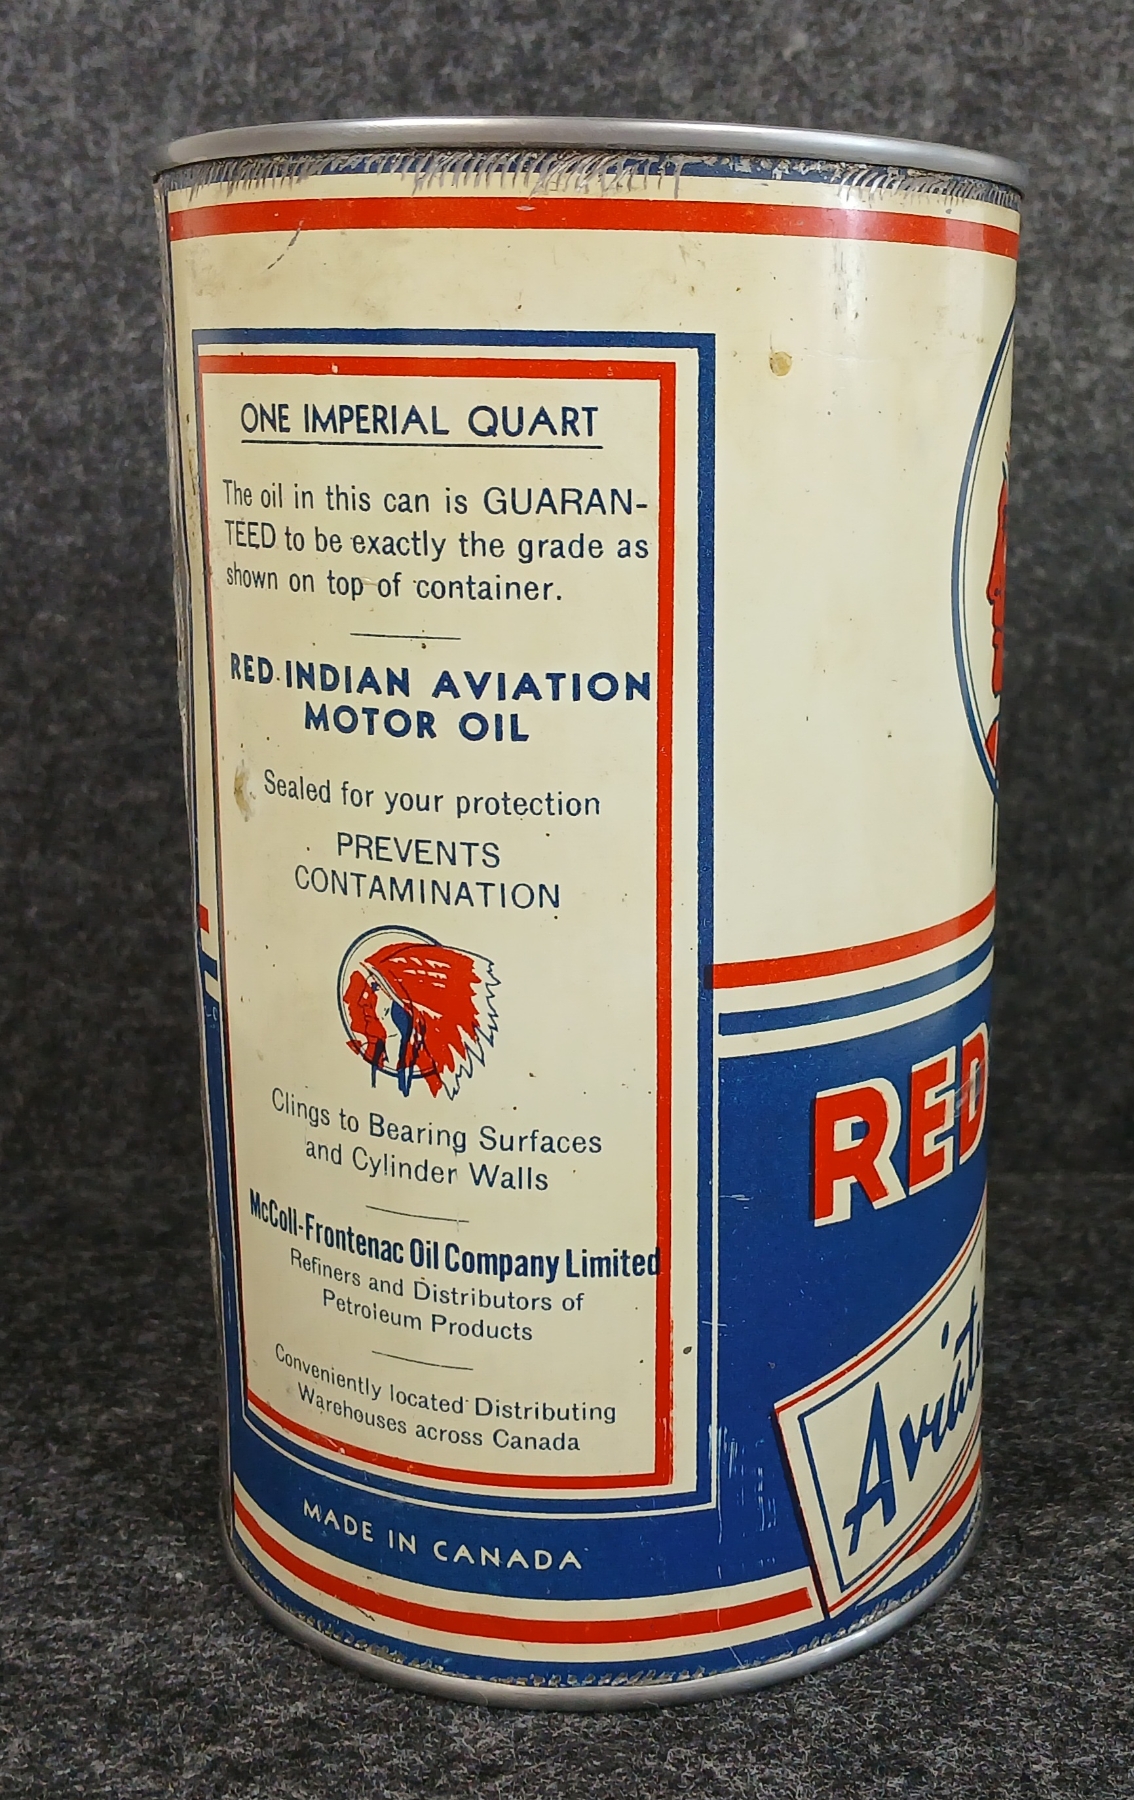 ONE IMPERIAL QUART
The oil in this can is GUARAN-
TEED to be exactly the grade as
shown on top of container.
RED INDIAN AVIATION
MOTOR OIL
Sealed for your protection
PREVENTS
CONTAMINATION
Clings to Bearing Surfaces
and Cylinder Walls
McColl-Frontenac Oil Company Limited
Refiners and Distributors of
Petroleum Products
Conveniently located Distributing
Warehouses across Canada
MADE IN CANADA
RED